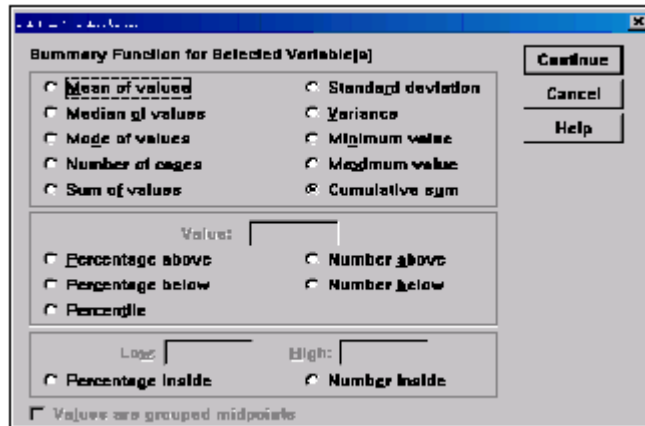 Summary Function for Selected Variable(s)
Mean of values
Median of values
Mode of values
Number of cases
Sum of values
Standard deviation
Variance
Minimum value
Maximum value
Cumulative sum
Value:
Percentage above
Percentage below
Percentile
Number above
Number below
Low: High:
Percentage inside
Number inside
Values are grouped midpoints
Continue
Cancel
Help